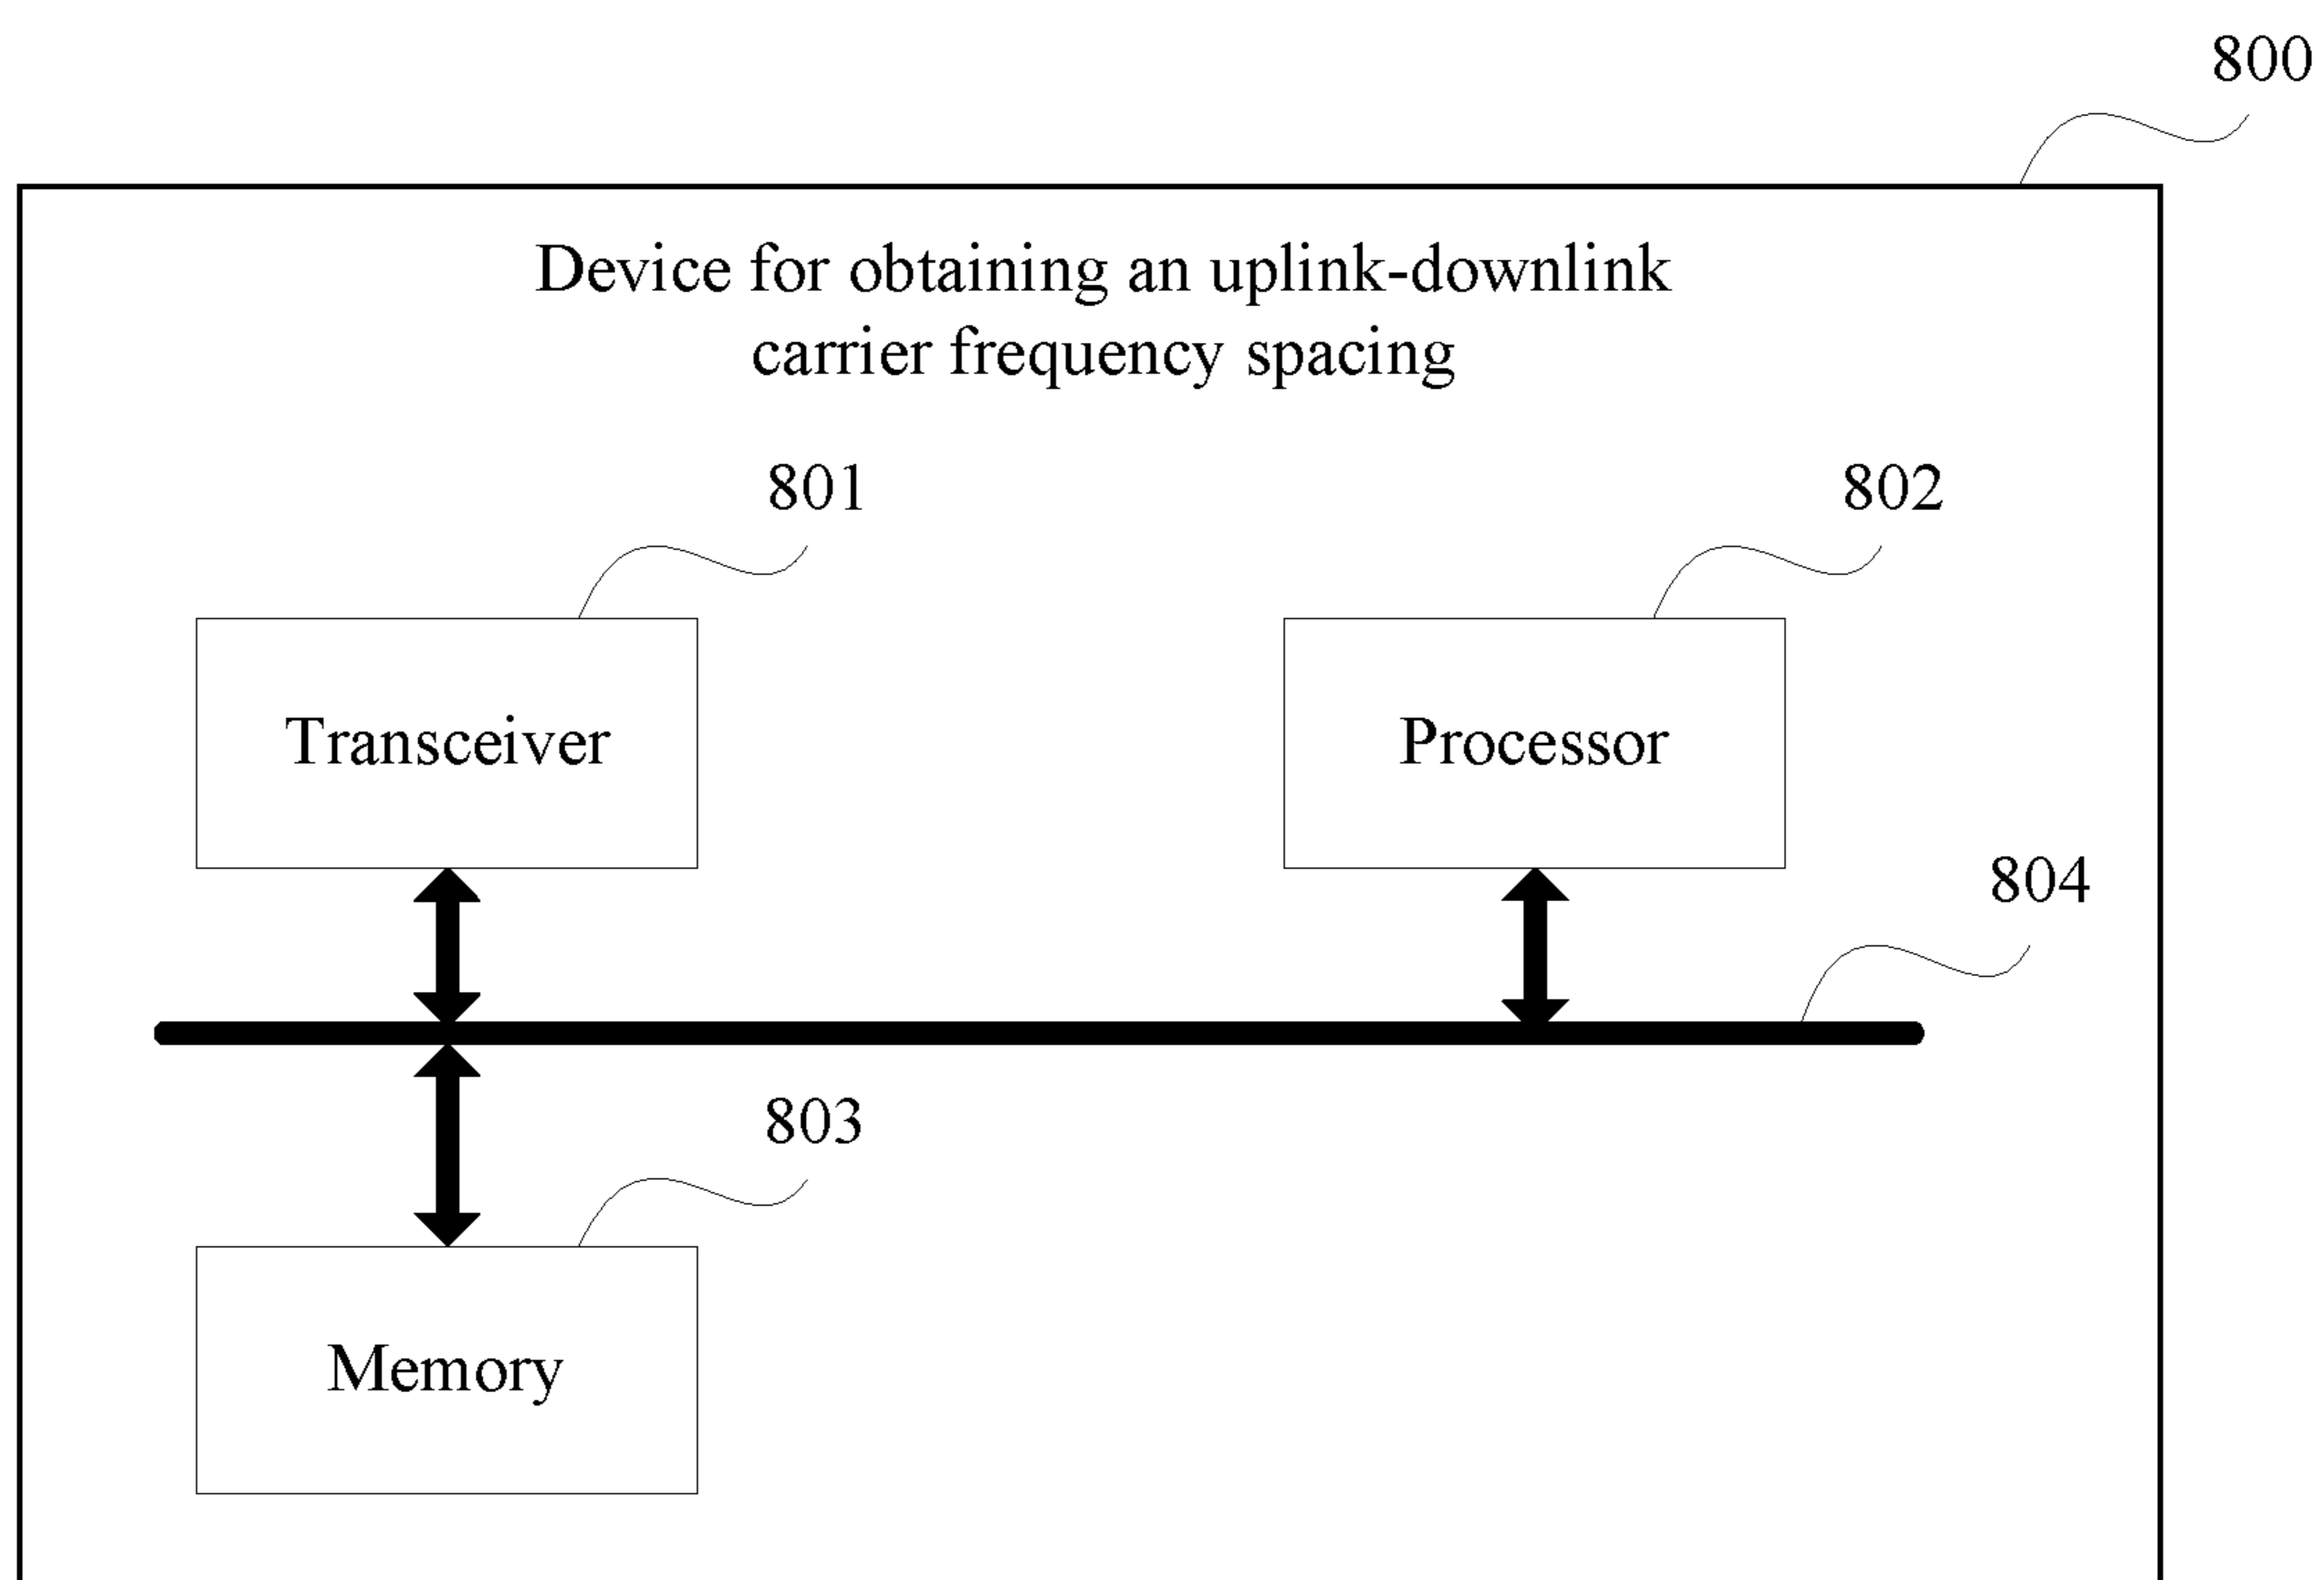 800
Device for obtaining an uplink-downlink
carrier frequency spacing
801
802
Transceiver
Processor
804
803
Memory